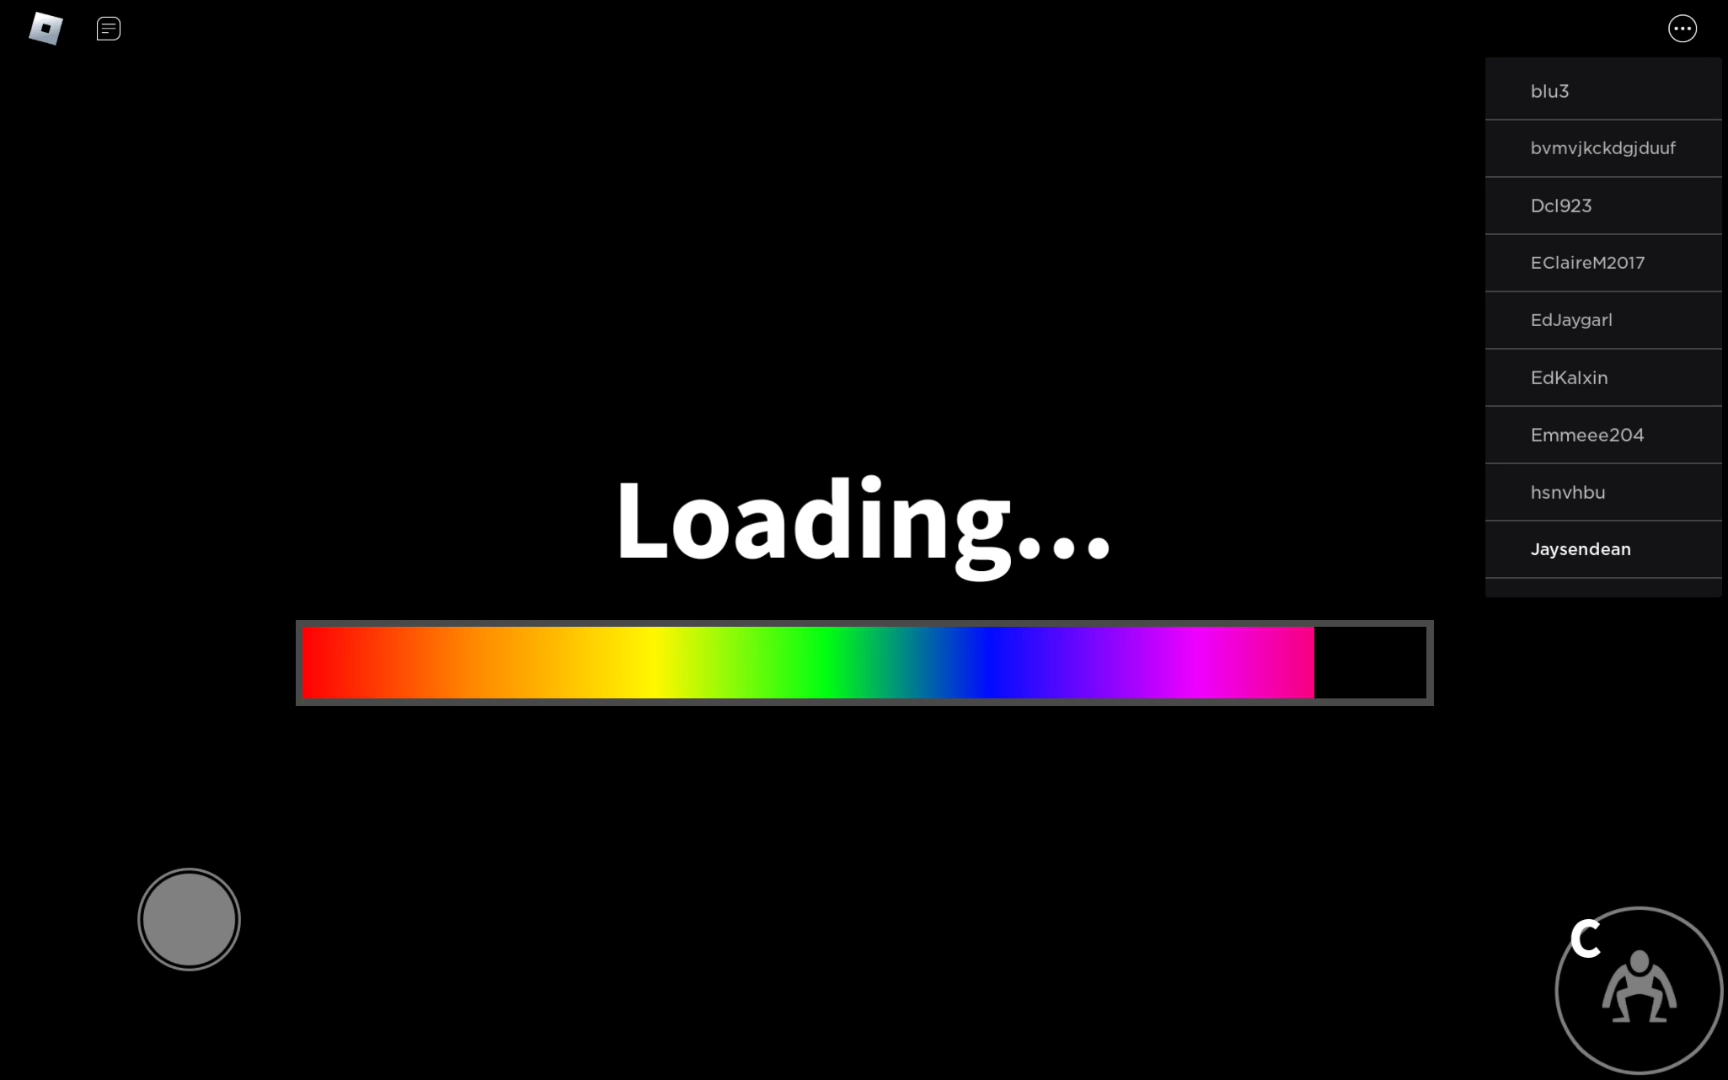 blu3
bvmvjkckdgjduuf
Dcl923
EClaireM2017
EdJaygarl
EdKalxin
Emmeee204
hsnvhbu
Jaysendean
Loading...
C